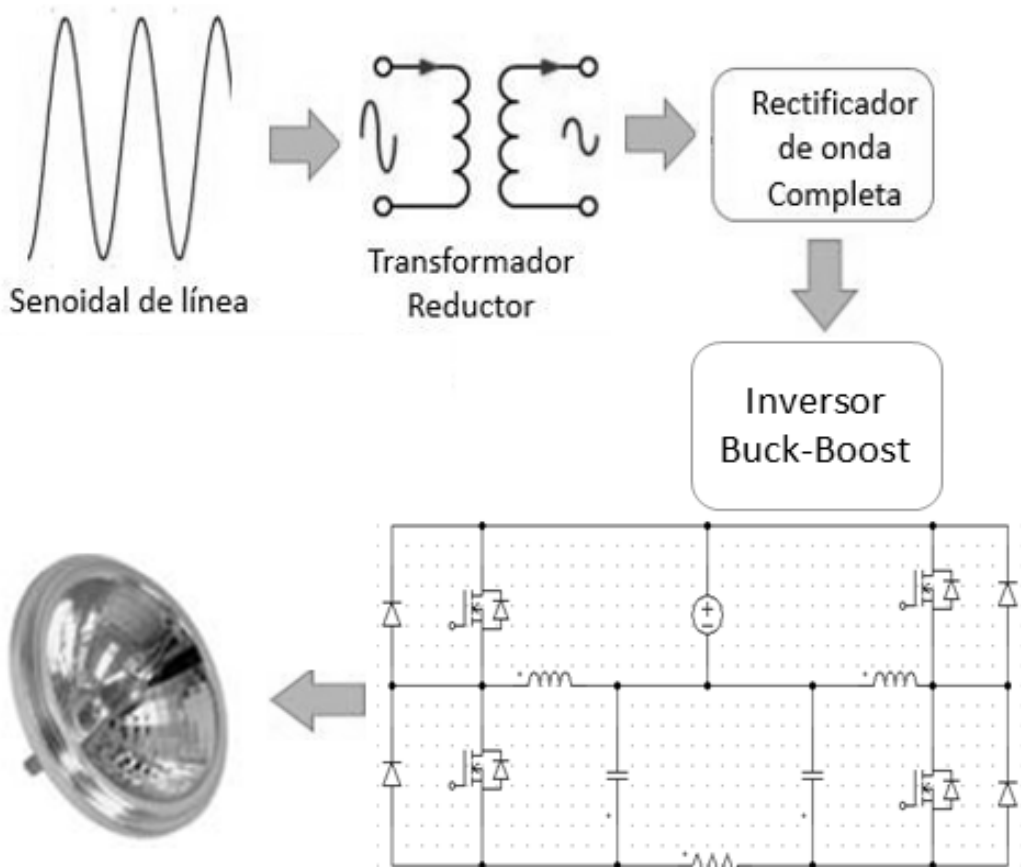 Senoidal de línea
Transformador
Reductor
Rectificador
de onda
Completa
Inversor
Buck-Boost